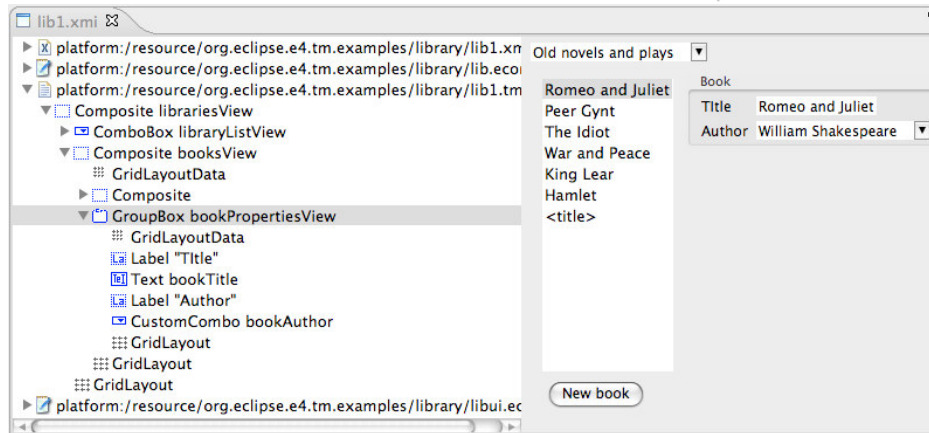 lib1.xmi
platform:/resource/org.eclipse.e4.tm.examples/library/lib1.xm
platform:/resource/org.eclipse.e4.tm.examples/library/lib.eco
platform:/resource/org.eclipse.e4.tm.examples/library/lib1.tm
Composite librariesView
ComboBox libraryListView
Composite booksView
GridLayoutData
Composite
GroupBox bookPropertiesView
GridLayoutData
Label "TItle"
Text bookTitle
Label "Author"
CustomCombo bookAuthor
GridLayout
GridLayout
GridLayout
platform:/resource/org.eclipse.e4.tm.examples/library/libui.ec
Old novels and plays
Romeo and Juliet
Peer Gynt
The Idiot
War and Peace
King Lear
Hamlet
<title>
New book
Book
TItle Romeo and Juliet
Author William Shakespeare